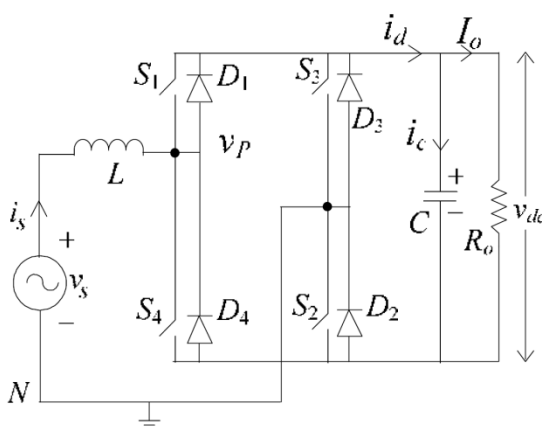 i_d I_o
S_1 D_1 S_3 D_3
v_P
L
i_c
i_s
+ +
v_s C R_o v_dc
− −
S_4 D_4 S_2 D_2
N